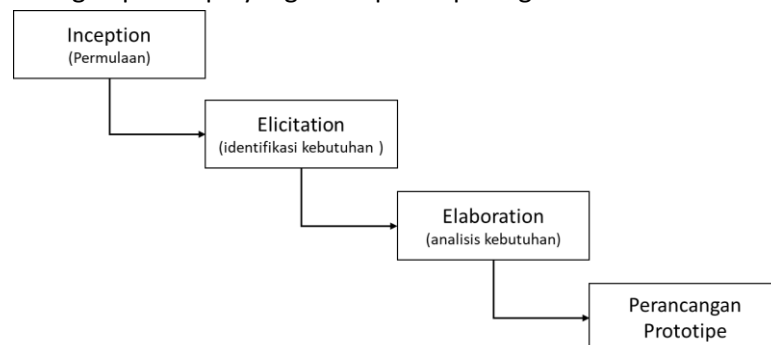 Inception
(Permulaan)
Elicitation
(identifikasi kebutuhan )
Elaboration
(analisis kebutuhan)
Perancangan
Prototipe